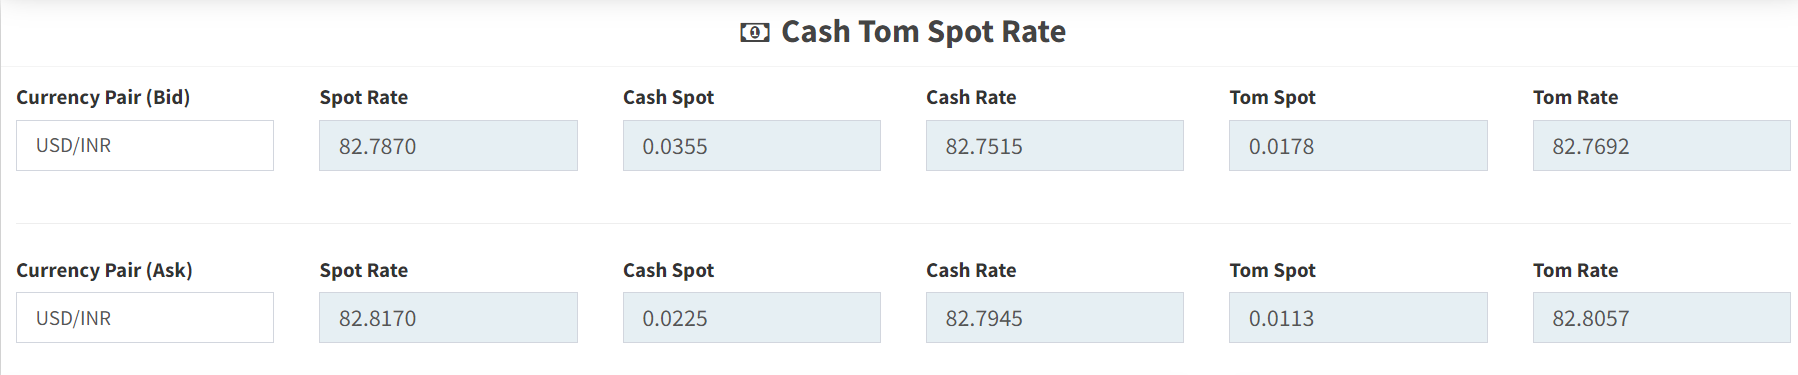 Cash Tom Spot Rate
Currency Pair (Bid) Spot Rate Cash Spot Cash Rate Tom Spot Tom Rate
USD/INR 82.7870 0.0355 82.7515 0.0178 82.7692
Currency Pair (Ask) Spot Rate Cash Spot Cash Rate Tom Spot Tom Rate
USD/INR 82.8170 0.0225 82.7945 0.0113 82.8057